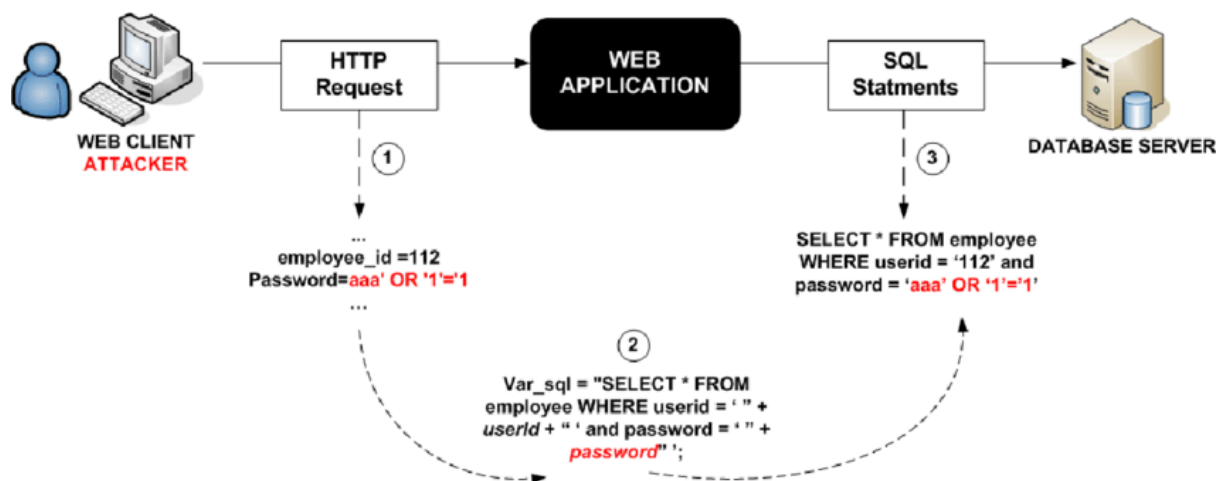 HTTP
Request
WEB
APPLICATION
SQL
Statments
WEB CLIENT
ATTACKER
DATABASE SERVER
1
...
employee_id =112
Password=aaa' OR '1'='1
...
2
Var_sql = "SELECT * FROM
employee WHERE userid = ‘ ” +
userId + “ ‘ and password = ‘ ” +
password” ‘;
3
SELECT * FROM employee
WHERE userid = ‘112’ and
password = ‘aaa’ OR ‘1’=’1’